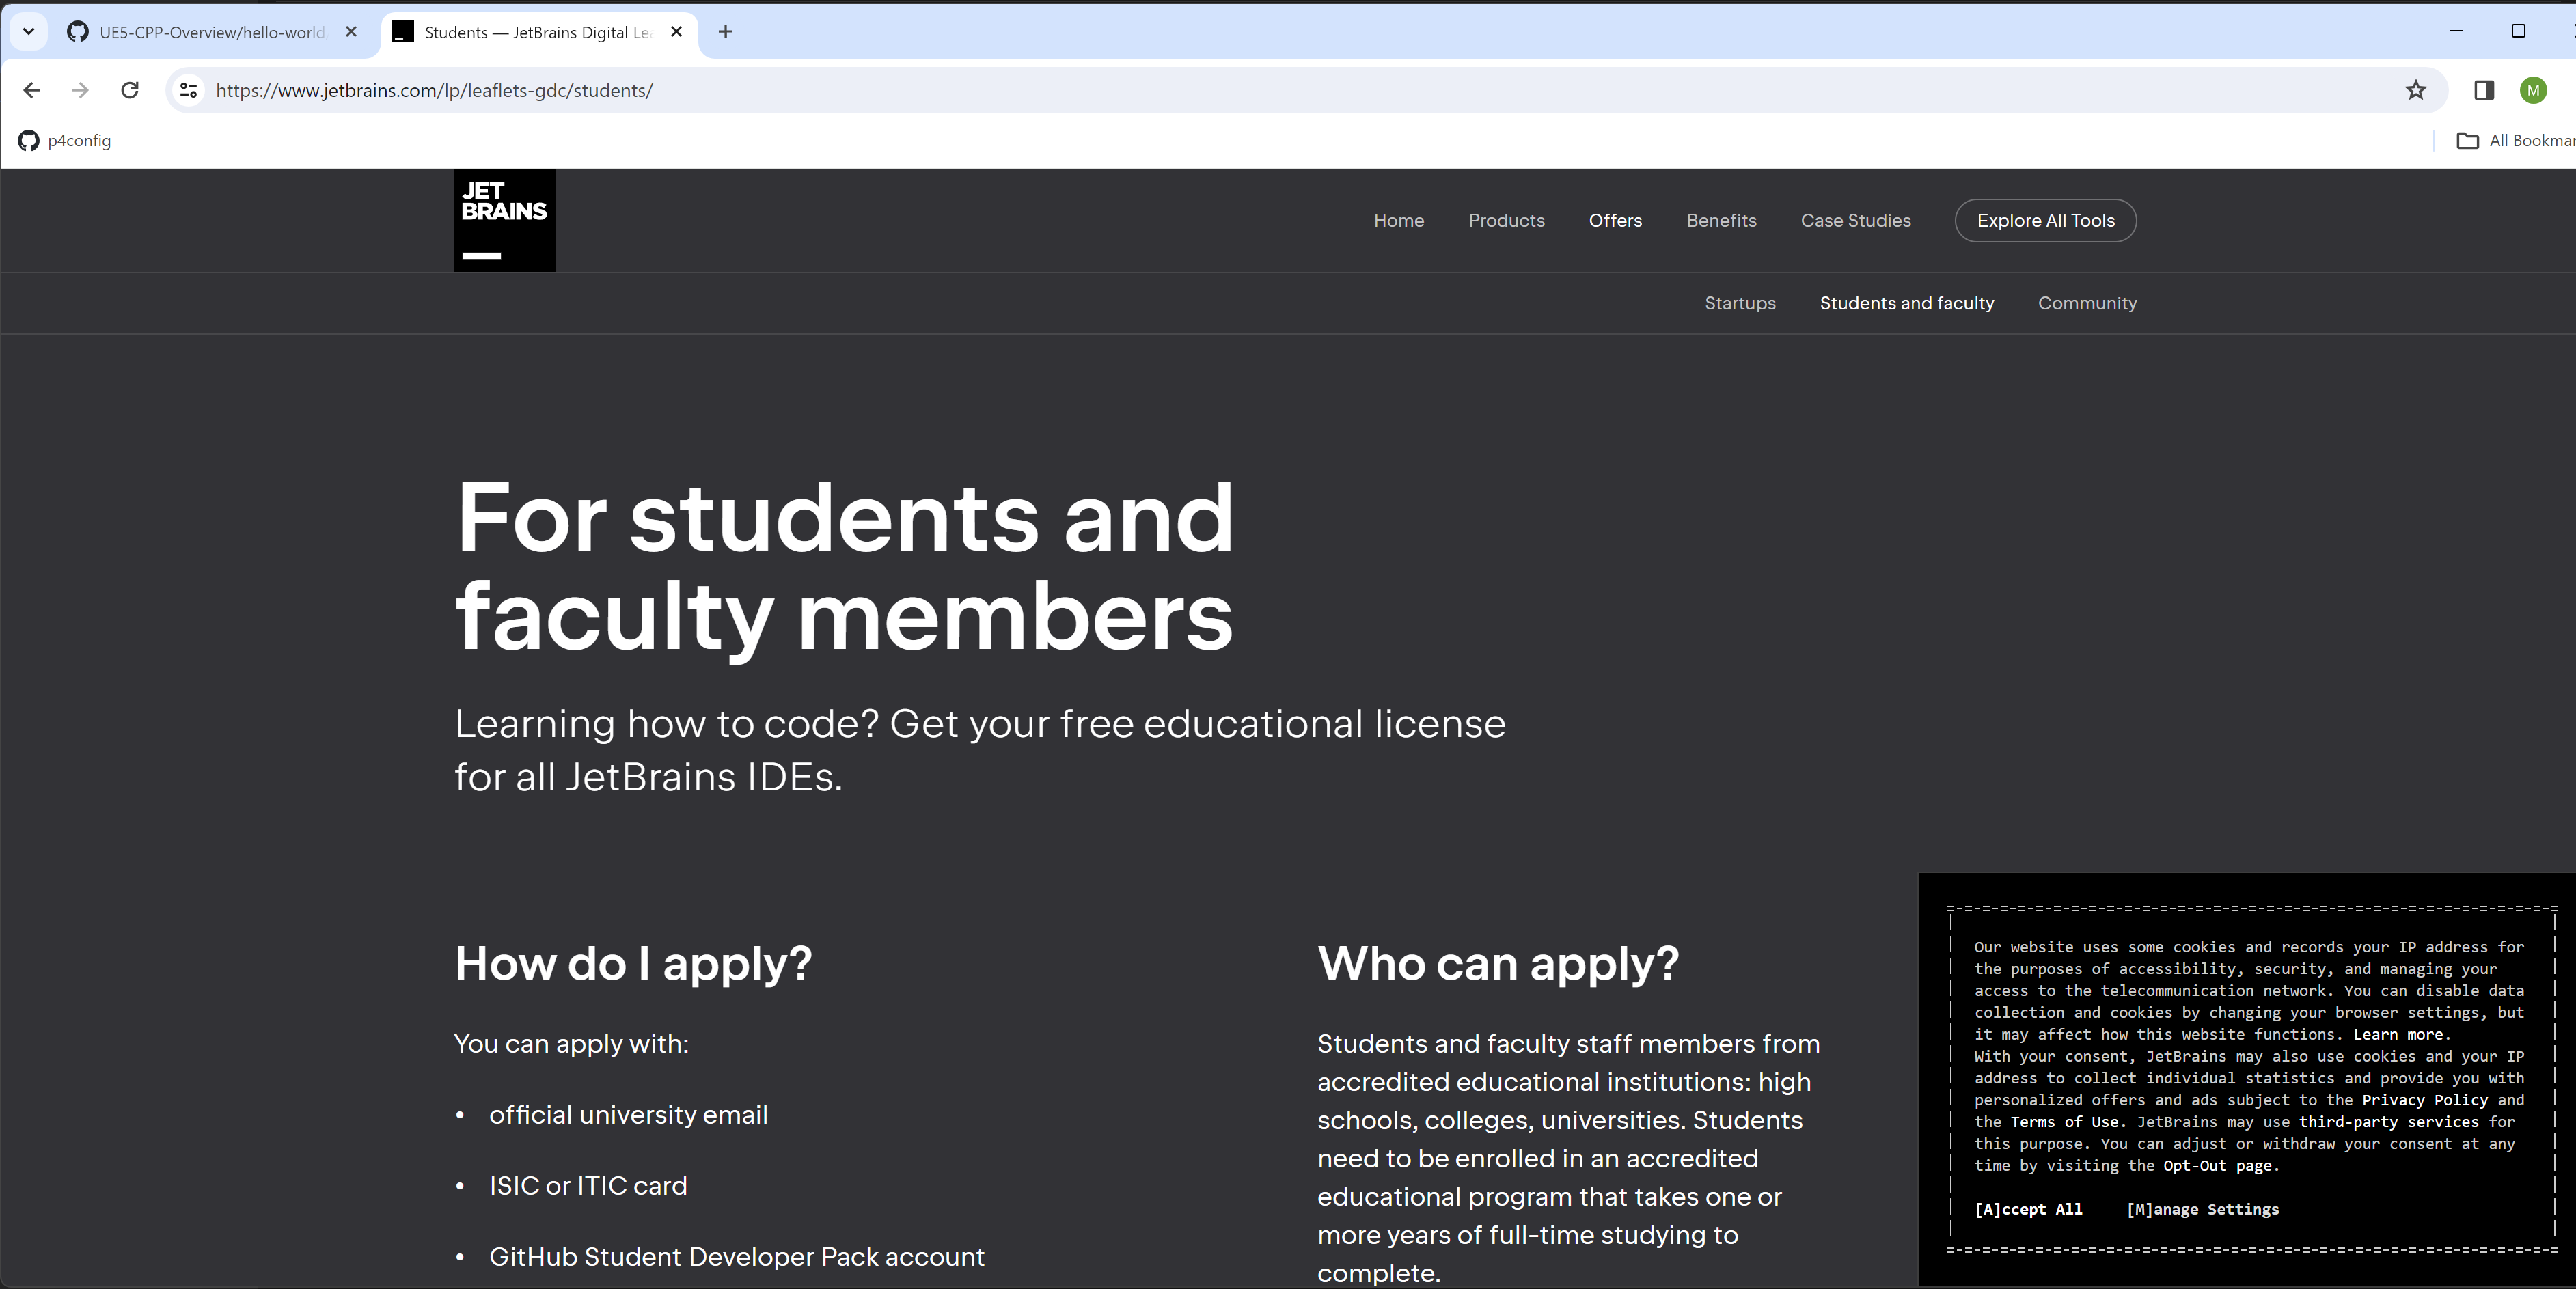 UE5-CPP-Overview/hello-world
Students — JetBrains Digital Le
https://www.jetbrains.com/lp/leaflets-gdc/students/
M
p4config
All Bookmar
JET
BRAINS
Home
Products
Offers
Benefits
Case Studies
Explore All Tools
Startups
Students and faculty
Community
For students and
faculty members
Learning how to code? Get your free educational license
for all JetBrains IDEs.
How do I apply?
You can apply with:
• official university email
• ISIC or ITIC card
• GitHub Student Developer Pack account
Who can apply?
Students and faculty staff members from
accredited educational institutions: high
schools, colleges, universities. Students
need to be enrolled in an accredited
educational program that takes one or
more years of full-time studying to
complete.
Our website uses some cookies and records your IP address for
the purposes of accessibility, security, and managing your
access to the telecommunication network. You can disable data
collection and cookies by changing your browser settings, but
it may affect how this website functions. Learn more.
With your consent, JetBrains may also use cookies and your IP
address to collect individual statistics and provide you with
personalized offers and ads subject to the Privacy Policy and
the Terms of Use. JetBrains may use third-party services for
this purpose. You can adjust or withdraw your consent at any
time by visiting the Opt-Out page.
[A]ccept All
[M]anage Settings